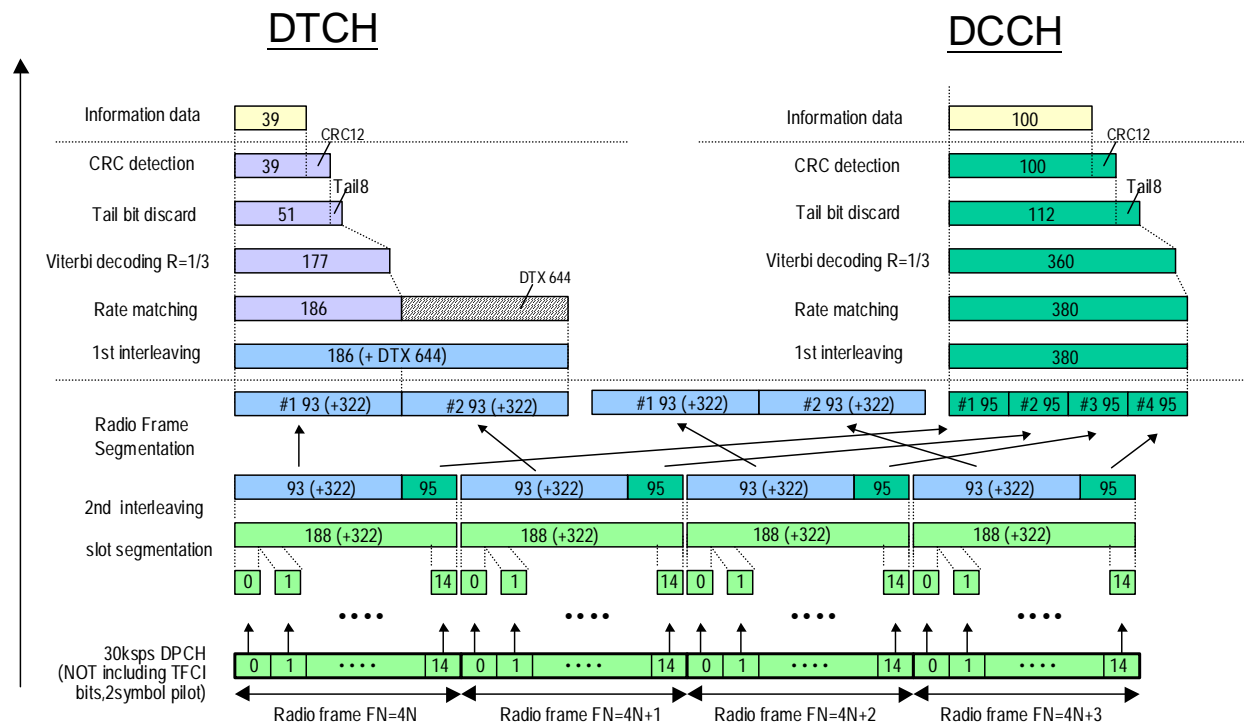 DTCH
DCCH
Information data
39
Information data
100
CRC12
CRC12
CRC detection
39
CRC detection
100
Tail8
Tail8
Tail bit discard
51
Tail bit discard
112
Viterbi decoding R=1/3
177
Viterbi decoding R=1/3
360
DTX 644
Rate matching
186
Rate matching
380
1st interleaving
186 (+ DTX 644)
1st interleaving
380
#1 93 (+322) #2 93 (+322) #1 93 (+322) #2 93 (+322) #1 95 #2 95 #3 95 #4 95
Radio Frame
Segmentation
93 (+322) 95 93 (+322) 95 93 (+322) 95 93 (+322) 95
2nd interleaving
188 (+322) 188 (+322) 188 (+322) 188 (+322)
slot segmentation
0 1 14 0 1 14 0 1 14 0 1 14
•••• •••• •••• ••••
30ksps DPCH
(NOT including TFCI
bits,2symbol pilot)
0 1 •••• 14 0 1 •••• 14 0 1 •••• 14 0 1 •••• 14
Radio frame FN=4N
Radio frame FN=4N+1
Radio frame FN=4N+2
Radio frame FN=4N+3